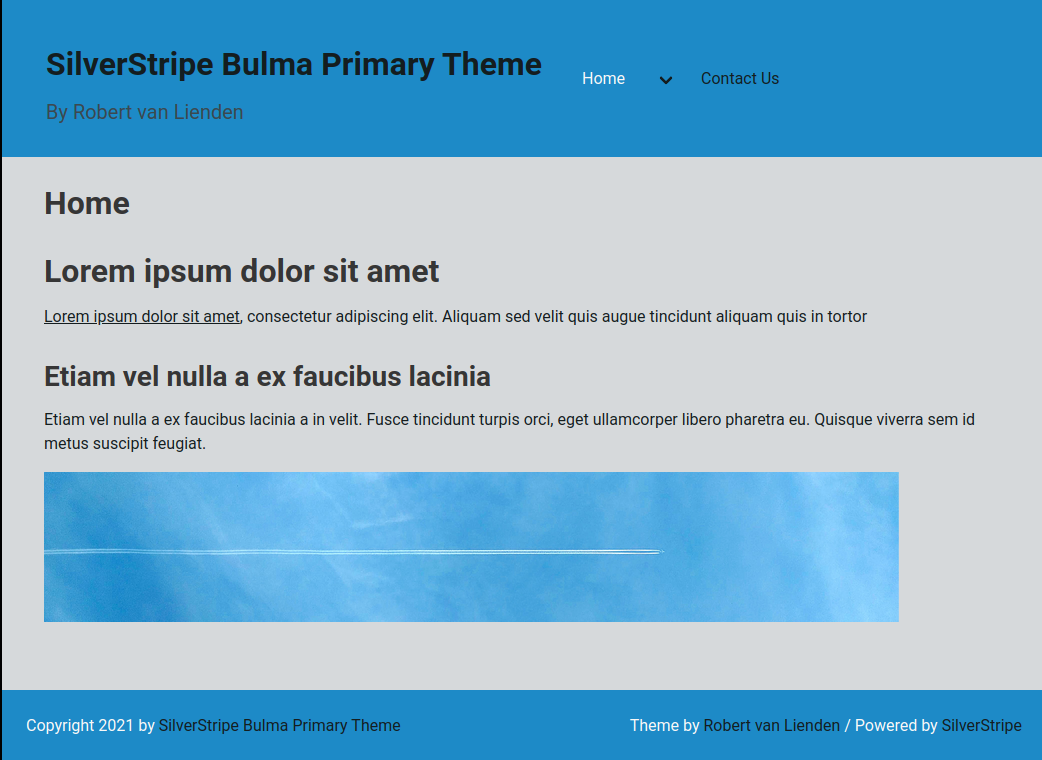 SilverStripe Bulma Primary Theme
By Robert van Lienden
Home
Contact Us
Home
Lorem ipsum dolor sit amet
Lorem ipsum dolor sit amet, consectetur adipiscing elit. Aliquam sed velit quis augue tincidunt aliquam quis in tortor
Etiam vel nulla a ex faucibus lacinia
Etiam vel nulla a ex faucibus lacinia a in velit. Fusce tincidunt turpis orci, eget ullamcorper libero pharetra eu. Quisque viverra sem id
metus suscipit feugiat.
Copyright 2021 by SilverStripe Bulma Primary Theme
Theme by Robert van Lienden / Powered by SilverStripe